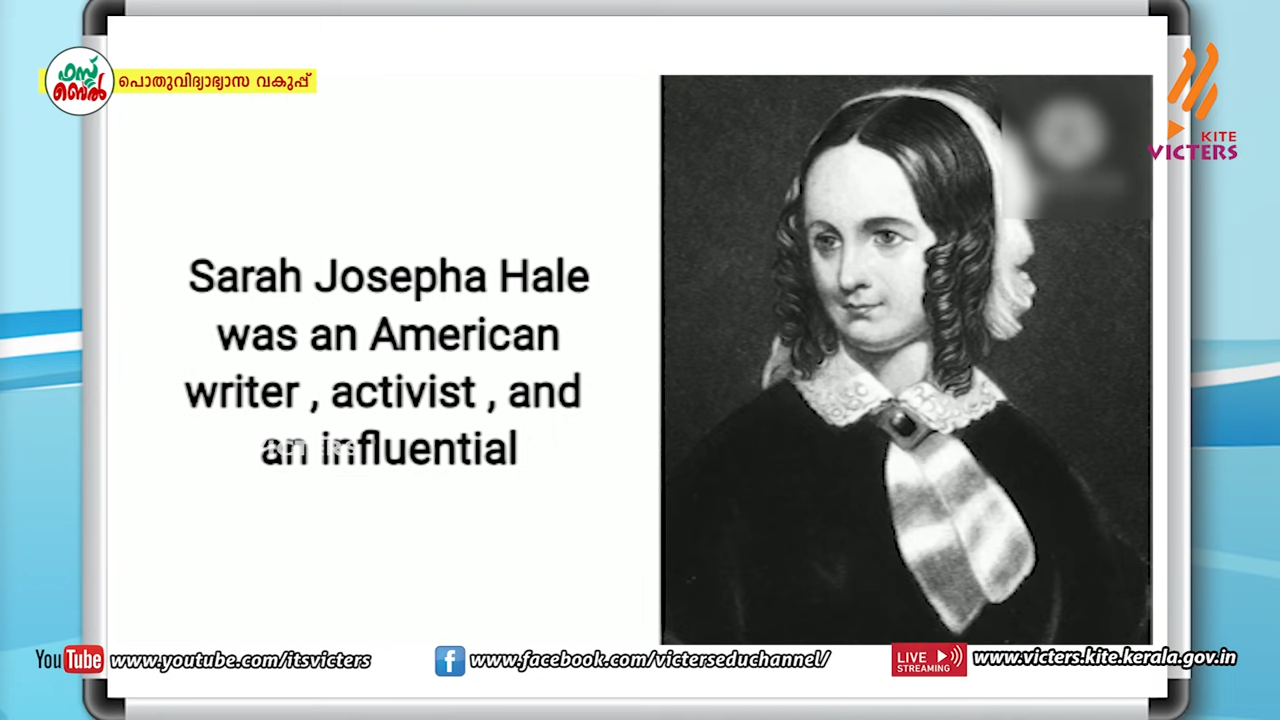 ഫസ്റ്റ്
ബെൽ
പൊതുവിദ്യാഭ്യാസ വകുപ്പ്
KITE
VICTERS
Sarah Josepha Hale
was an American
writer , activist , and
an influential
VICTERS
YouTube www.youtube.com/itsvicters
f www.facebook.com/victerseduchannel/
LIVE
STREAMING
www.victers.kite.kerala.gov.in